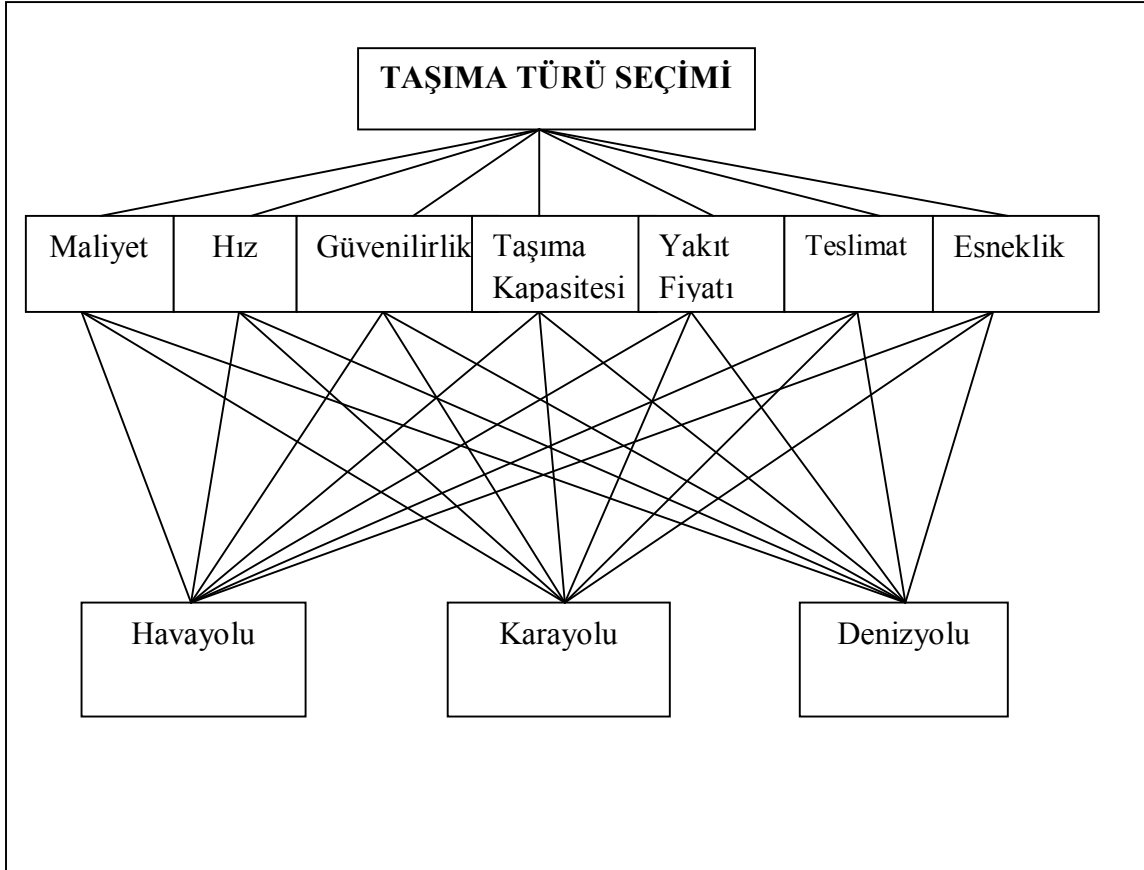 TAŞIMA TÜRÜ SEÇİMİ
Maliyet
Hız
Güvenilirlik
Taşıma
Kapasitesi
Yakıt
Fiyatı
Teslimat
Esneklik
Havayolu
Karayolu
Denizyolu